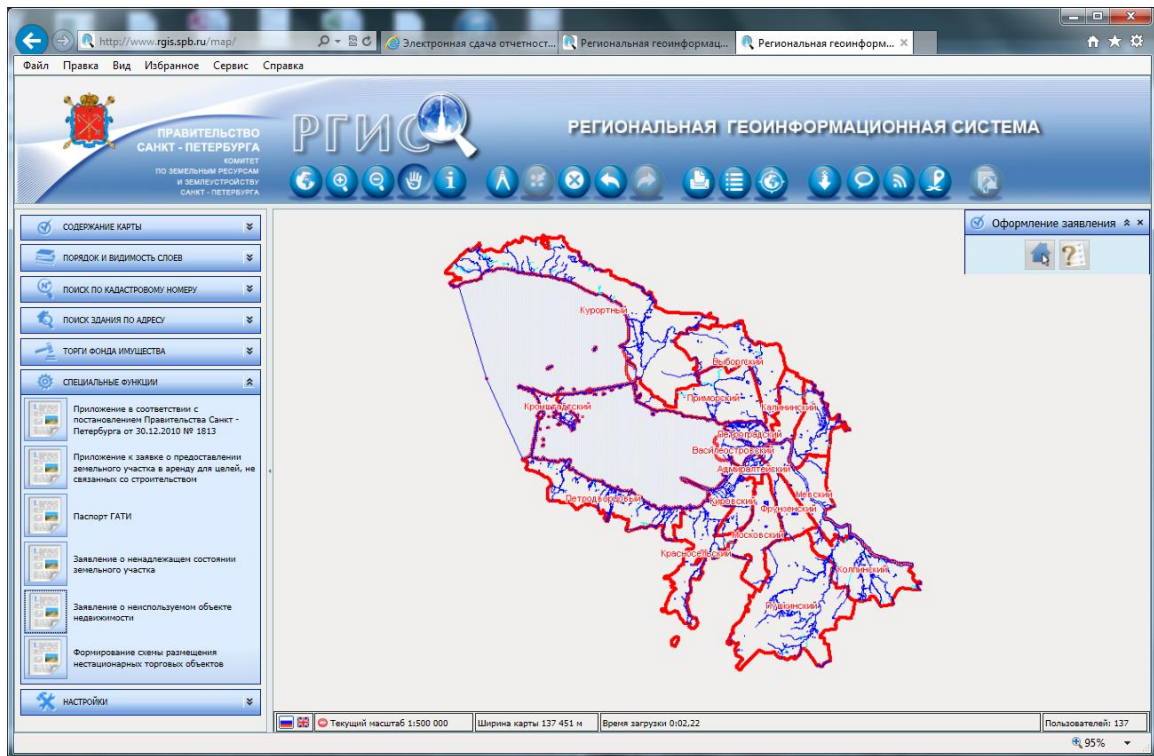 http://www.rgis.spb.ru/map/
Электронная сдача отчетност...
Региональная геоинформац...
Региональная геоинформ...
Файл Правка Вид Избранное Сервис Справка
ПРАВИТЕЛЬСТВО
САНКТ - ПЕТЕРБУРГА
КОМИТЕТ
ПО ЗЕМЕЛЬНЫМ РЕСУРСАМ
И ЗЕМЛЕУСТРОЙСТВУ
САНКТ - ПЕТЕРБУРГА
РГИС
РЕГИОНАЛЬНАЯ ГЕОИНФОРМАЦИОННАЯ СИСТЕМА
СОДЕРЖАНИЕ КАРТЫ
ПОРЯДОК И ВИДИМОСТЬ СЛОЕВ
ПОИСК ПО КАДАСТРОВОМУ НОМЕРУ
ПОИСК ЗДАНИЯ ПО АДРЕСУ
ТОРГИ ФОНДА ИМУЩЕСТВА
СПЕЦИАЛЬНЫЕ ФУНКЦИИ
Приложение в соответствии с
постановлением Правительства Санкт -
Петербурга от 30.12.2010 № 1813
Приложение к заявке о предоставлении
земельного участка в аренду для целей, не
связанных со строительством
Паспорт ГАТИ
Заявление о ненадлежащем состоянии
земельного участка
Заявление о неиспользуемом объекте
недвижимости
Формирование схемы размещения
нестационарных торговых объектов
НАСТРОЙКИ
Оформление заявления
Курортный
Выборгский
Приморский
Калининский
Кронштадтский
Петроградский
Василеостровский
Адмиралтейский
Петродворцовый
Кировский
Невский
Фрунзенский
Московский
Красносельский
Колпинский
Пушкинский
Текущий масштаб 1:500 000
Ширина карты 137 451 м
Время загрузки 0:02,22
Пользователей: 137
95%